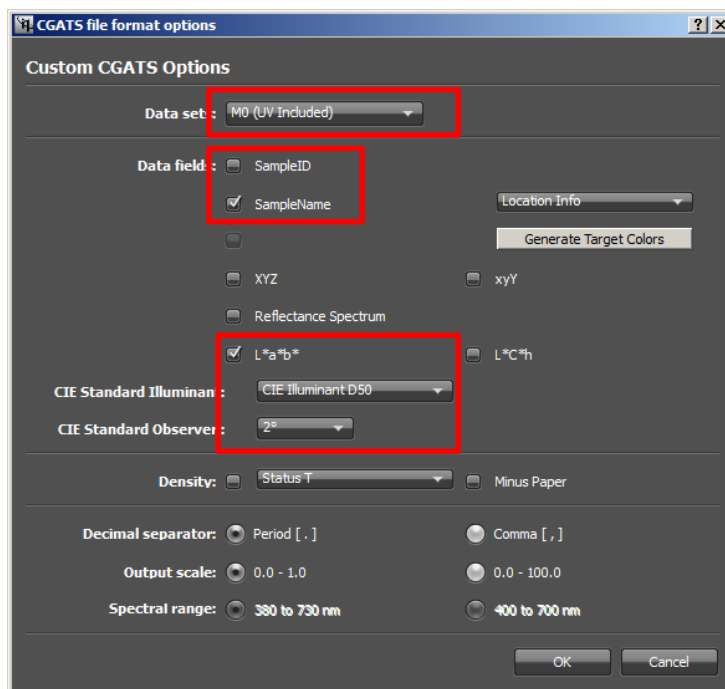 CGATS file format options
Custom CGATS Options
Data sets: M0 (UV Included)
Data fields: SampleID
SampleName Location Info
Generate Target Colors
XYZ xyY
Reflectance Spectrum
L*a*b* L*C*h
CIE Standard Illuminant: CIE Illuminant D50
CIE Standard Observer: 2°
Density: Status T Minus Paper
Decimal separator: Period [ . ] Comma [ , ]
Output scale: 0.0 - 1.0 0.0 - 100.0
Spectral range: 380 to 730 nm 400 to 700 nm
OK Cancel